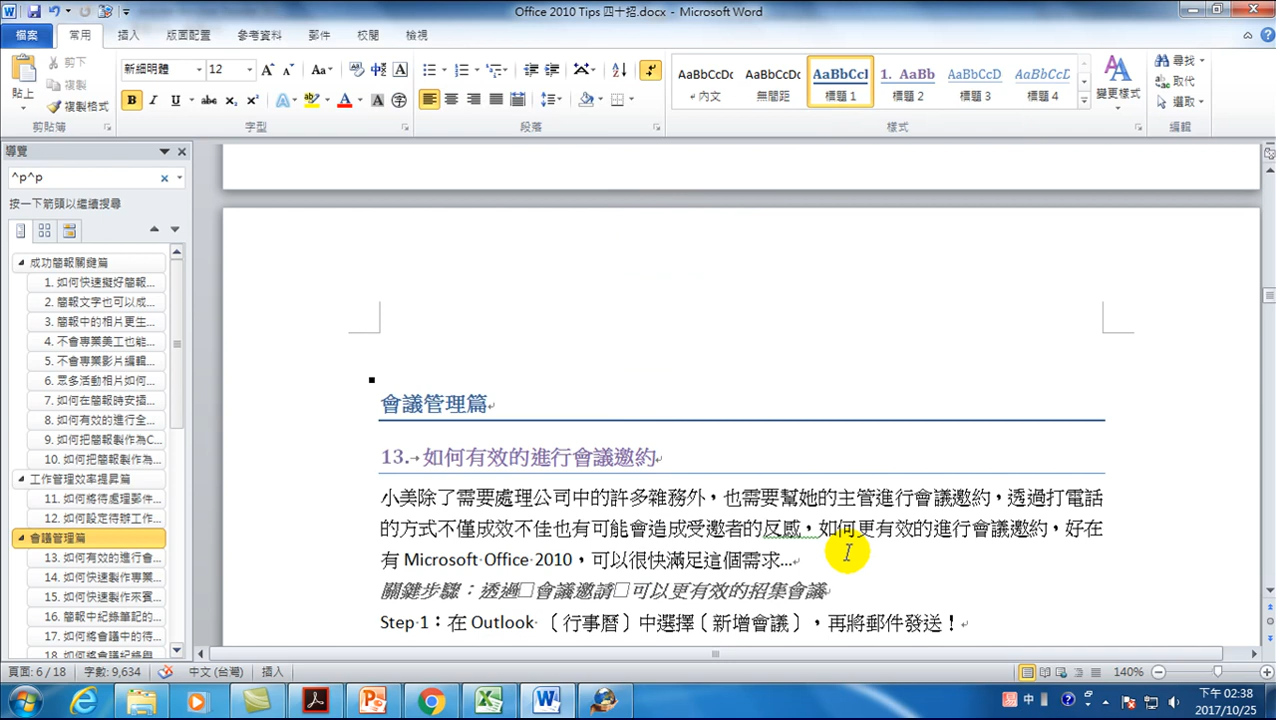 Office 2010 Tips 四十招.docx - Microsoft Word
檔案 常用 插入 版面配置 參考資料 郵件 校閱 檢視
貼上 剪下 複製 複製格式
新細明體 12
AaBbCcDc AaBbCcDc AaBbCcI 1. AaBb AaBbCcD AaBbCcD
內文 無間距 標題 1 標題 2 標題 3 標題 4 變更樣式
尋找 取代 選取
剪貼簿 字型 段落 樣式 編輯
導覽
^p^p
按一下箭頭以繼續搜尋
成功簡報關鍵篇
1. 如何快速擬好簡報...
2. 簡報文字也可以成...
3. 簡報中的相片更生...
4. 不會專業美工也能...
5. 不會專業影片編輯...
6. 眾多活動相片如何...
7. 如何在簡報時安插...
8. 如何有效的進行全...
9. 如何把簡報製作為C...
10. 如何把簡報製作為...
工作管理效率提昇篇
11. 如何將待處理郵件...
12. 如何設定待辦工作...
會議管理篇
13. 如何有效的進行會...
14. 如何快速製作專業...
15. 如何快速製作來賓...
16. 簡報中紀錄筆記的...
17. 如何將會議中的待...
18. 如何將會議紀錄與...
會議管理篇
13. 如何有效的進行會議邀約
小美除了需要處理公司中的許多雜務外，也需要幫她的主管進行會議邀約，透過打電話
的方式不僅成效不佳也有可能會造成受邀者的反感，如何更有效的進行會議邀約，好在
有 Microsoft Office 2010，可以很快滿足這個需求...
關鍵步驟：透過□會議邀請□可以更有效的招集會議
Step 1：在 Outlook 〔行事曆〕中選擇〔新增會議〕，再將郵件發送！
頁面: 6 / 18 字數: 9,634 中文 (台灣) 插入 140%
中
下午 02:38
2017/10/25